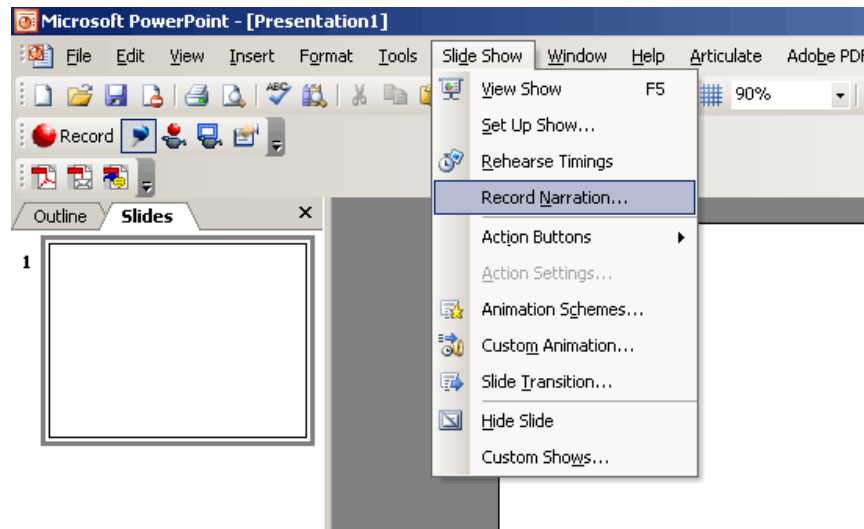 Microsoft PowerPoint - [Presentation1]
File Edit View Insert Format Tools Slide Show Window Help Articulate Adobe PDF
ABC 90%
Record
Outline Slides ×
1
View Show F5
Set Up Show...
Rehearse Timings
Record Narration...
Action Buttons
Action Settings...
Animation Schemes...
Custom Animation...
Slide Transition...
Hide Slide
Custom Shows...